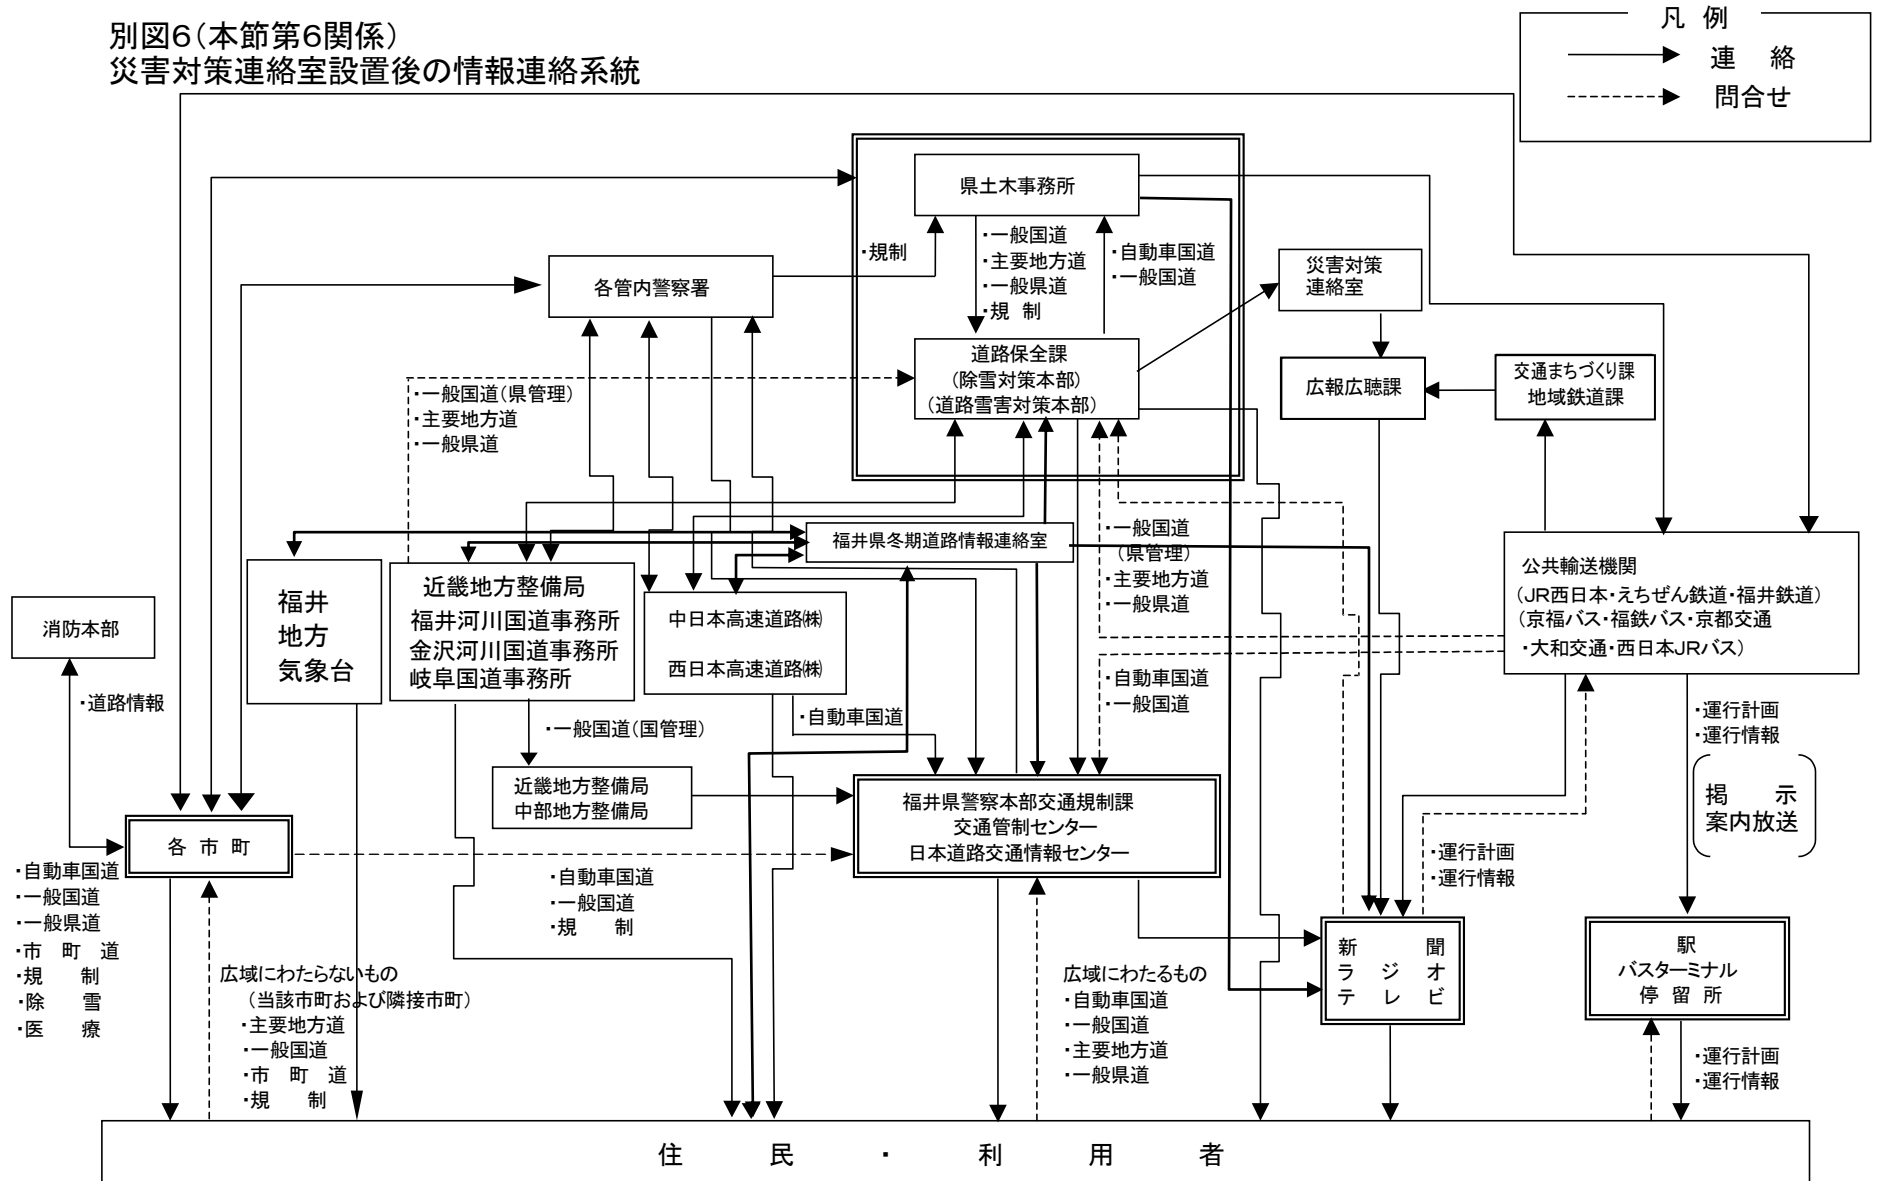 別図6(本節第6関係)
災害対策連絡室設置後の情報連絡系統
凡 例
連 絡
問合せ
県土木事務所
・規制
・一般国道
・主要地方道
・一般県道
・規 制
・自動車国道
・一般国道
各管内警察署
災害対策
連絡室
道路保全課
(除雪対策本部)
(道路雪害対策本部)
広報広聴課
交通まちづくり課
地域鉄道課
・一般国道(県管理)
・主要地方道
・一般県道
福井県冬期道路情報連絡室
・一般国道
(県管理)
・主要地方道
・一般県道
公共輸送機関
(JR西日本・えちぜん鉄道・福井鉄道)
(京福バス・福鉄バス・京都交通
・大和交通・西日本JRバス)
消防本部
福井
地方
気象台
近畿地方整備局
福井河川国道事務所
金沢河川国道事務所
岐阜国道事務所
中日本高速道路㈱
西日本高速道路㈱
・自動車国道
・一般国道
・道路情報
・一般国道(国管理)
・自動車国道
・運行計画
・運行情報
近畿地方整備局
中部地方整備局
福井県警察本部交通規制課
交通管制センター
日本道路交通情報センター
掲 示
案内放送
各 市 町
・自動車国道
・一般国道
・一般県道
・市 町 道
・規 制
・除 雪
・医 療
・自動車国道
・一般国道
・規 制
・運行計画
・運行情報
新 聞
ラ ジ オ
テ レ ビ
駅
バスターミナル
停 留 所
広域にわたらないもの
(当該市町および隣接市町)
・主要地方道
・一般国道
・市 町 道
・規 制
広域にわたるもの
・自動車国道
・一般国道
・主要地方道
・一般県道
・運行計画
・運行情報
住 民 ・ 利 用 者